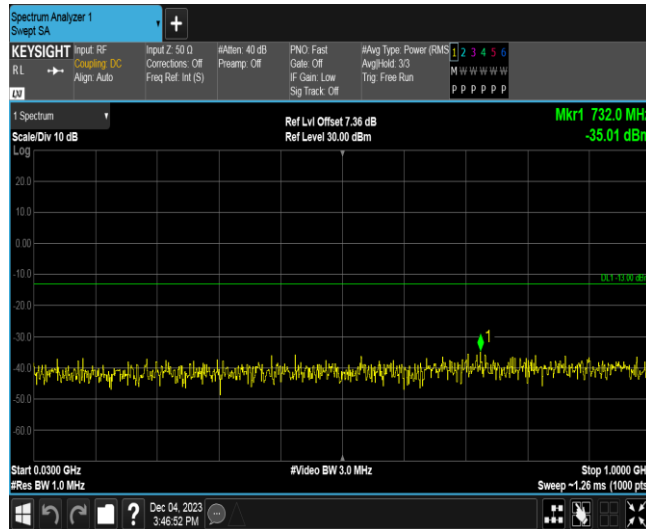 Spectrum Analyzer 1
Swept SA
+
KEYSIGHT
RL
LXI
Input: RF
Coupling: DC
Align: Auto
Input Z: 50 Ω
Corrections: Off
Freq Ref: Int (S)
#Atten: 40 dB
Preamp: Off
PNO: Fast
Gate: Off
IF Gain: Low
Sig Track: Off
#Avg Type: Power (RMS
Avg|Hold: 3/3
Trig: Free Run
1 2 3 4 5 6
M W W W W W
P P P P P P
1 Spectrum
Scale/Div 10 dB
Log
Ref Lvl Offset 7.36 dB
Ref Level 30.00 dBm
Mkr1 732.0 MHz
-35.01 dBm
20.0
10.0
0.00
-10.0
DL1 -13.00 dBm
-20.0
-30.0
1
-40.0
-50.0
-60.0
Start 0.0300 GHz
#Res BW 1.0 MHz
#Video BW 3.0 MHz
Stop 1.0000 GH
Sweep ~1.26 ms (1000 pts
?
Dec 04, 2023
3:46:52 PM